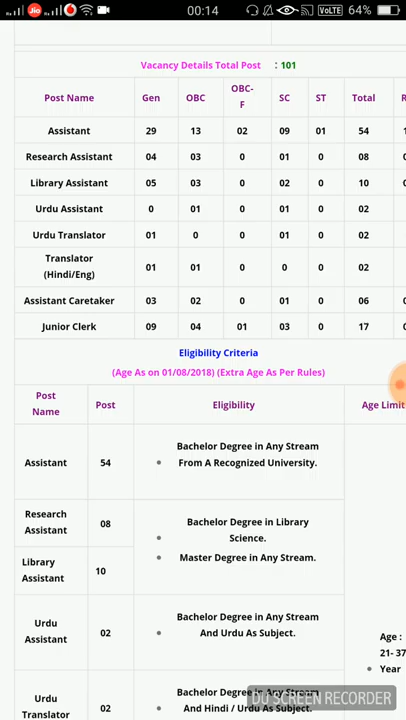 Jio 00:14 VoLTE 64%
Vacancy Details Total Post : 101
Post Name Gen OBC OBC-F SC ST Total R
Assistant 29 13 02 09 01 54 1
Research Assistant 04 03 0 01 0 08
Library Assistant 05 03 0 02 0 10
Urdu Assistant 0 01 0 01 0 02
Urdu Translator 01 0 0 01 0 02
Translator
(Hindi/Eng) 01 01 0 0 0 02
Assistant Caretaker 03 02 0 01 0 06
Junior Clerk 09 04 01 03 0 17
Eligibility Criteria
(Age As on 01/08/2018) (Extra Age As Per Rules)
Post
Name Post Eligibility Age Limi
Assistant 54
Bachelor Degree in Any Stream
From A Recognized University.
Research
Assistant 08
Library
Assistant 10
Bachelor Degree in Library
Science.
Master Degree in Any Stream.
Urdu
Assistant 02
Bachelor Degree in Any Stream
And Urdu As Subject.
Age :
21- 37
Year
Urdu
Translator 02
Bachelor Degree in Any Stream
And Hindi / Urdu As Subject.
DU SCREEN RECORDER